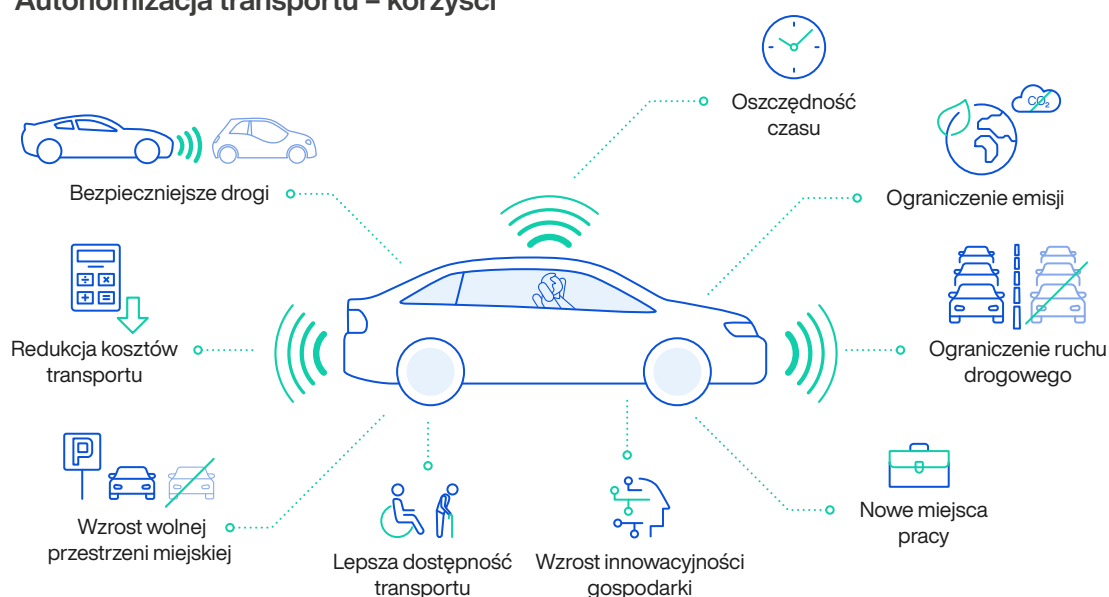 Autonomizacja transportu – korzyści
Oszczędność
czasu
CO₂
Bezpieczniejsze drogi
Ograniczenie emisji
Redukcja kosztów
transportu
Ograniczenie ruchu
drogowego
P
Wzrost wolnej
przestrzeni miejskiej
Lepsza dostępność
transportu
Wzrost innowacyjności
gospodarki
Nowe miejsca
pracy